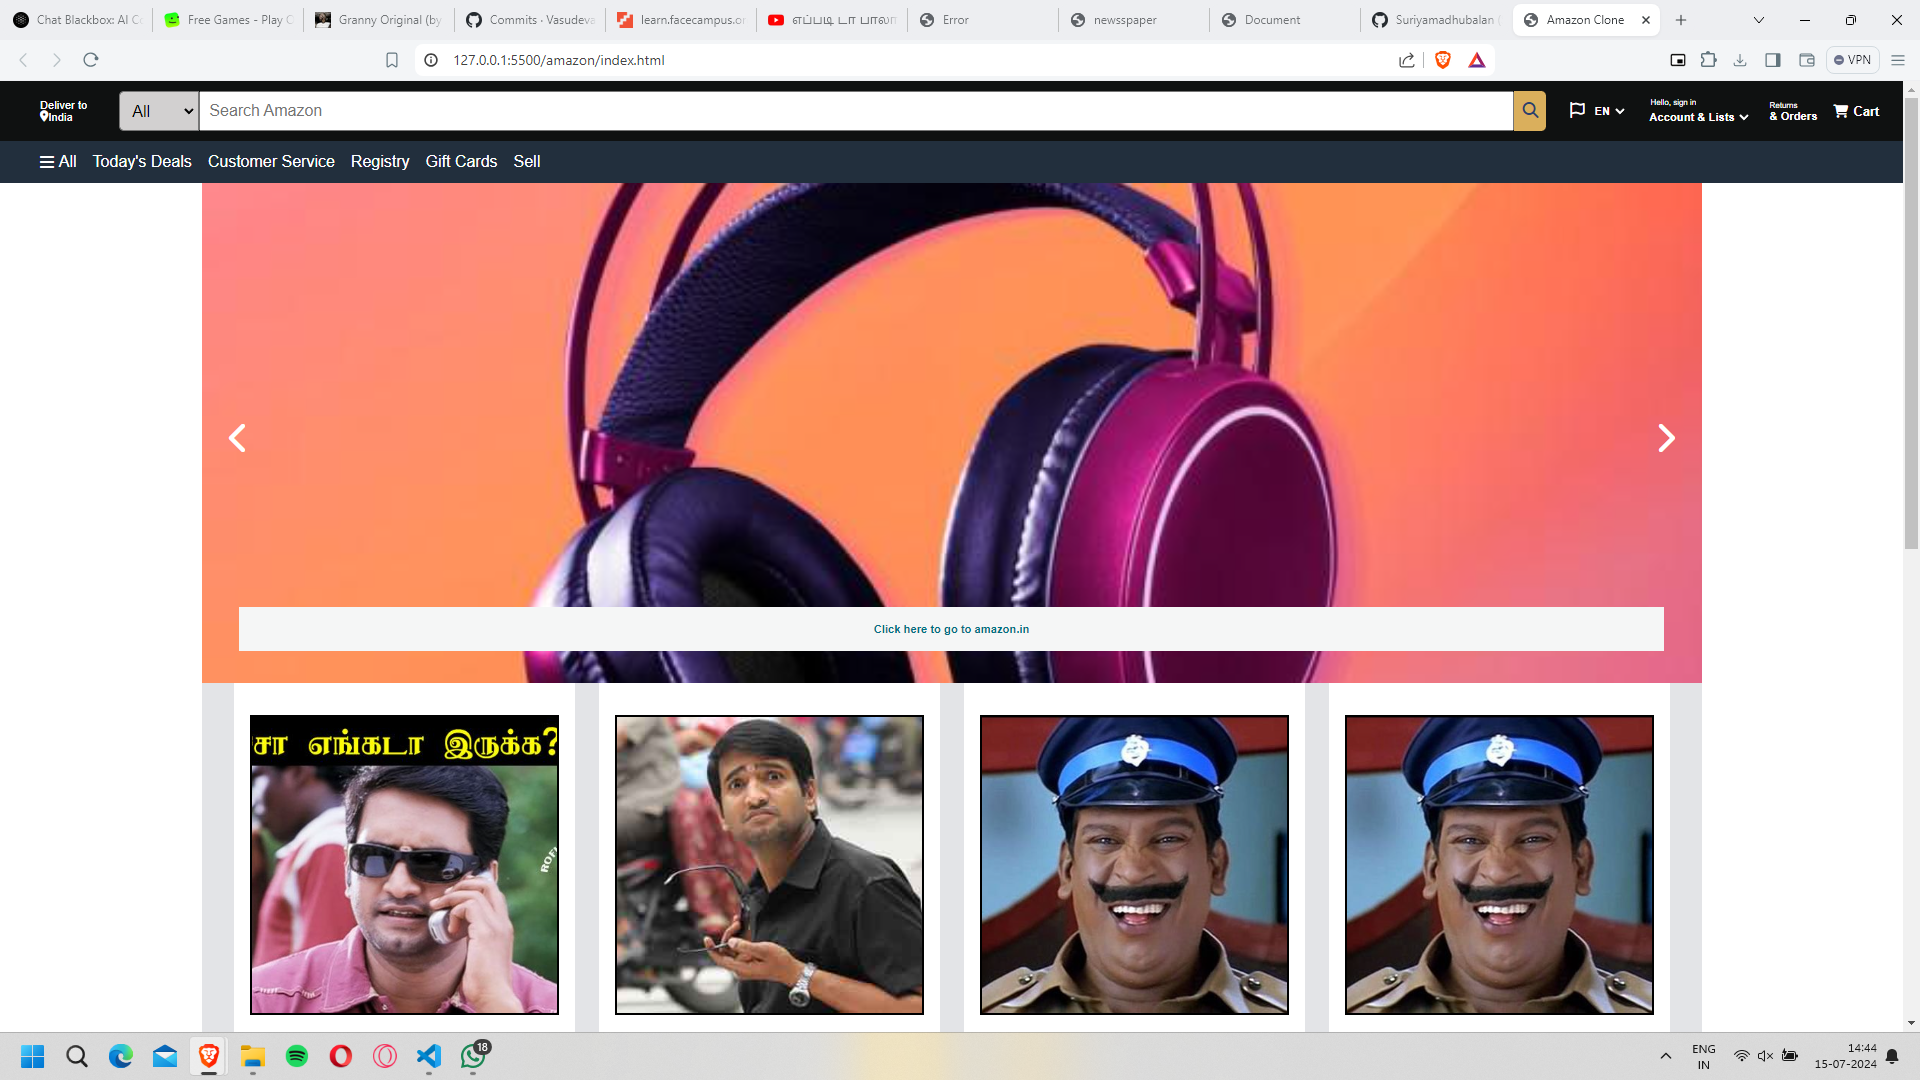 Chat Blackbox: AI Co
Free Games - Play C
Granny Original (by
Commits · Vasudeva
learn.facecampus.or
எப்படி டா பாலா
Error
newsspaper
Document
Suriyamadhubalan (
Amazon Clone
127.0.0.1:5500/amazon/index.html
VPN
Deliver to
India
All
Search Amazon
EN
Hello, sign in
Account & Lists
Returns
& Orders
Cart
All
Today's Deals
Customer Service
Registry
Gift Cards
Sell
Click here to go to amazon.in
சா எங்கடா இருக்க?
ROFL
18
ENG
IN
14:44
15-07-2024